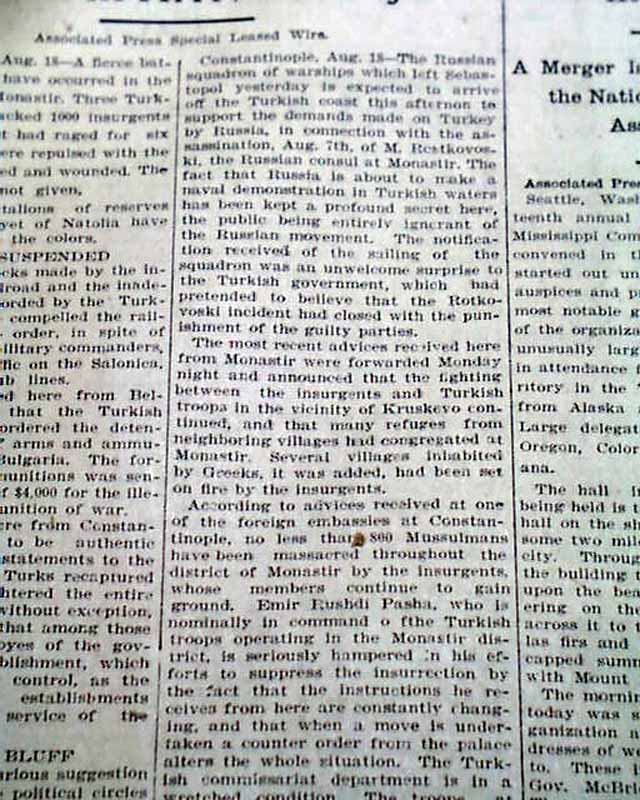 Associated Press Special Leased Wire.
Aug. 18—A fierce bat-
have occurred in the
Monastir. Three Turk-
cked 1000 insurgents
t had raged for six
ere repulsed with the
ed and wounded. The
not given.
talions of reserves
yet of Natolia have
the colors.
SUSPENDED
cks made by the in-
road and the inade-
orded by the Turk-
compelled the rail-
order, in spite of
military commanders,
ffic on the Salonica,
b lines.
ed here from Bel-
that the Turkish
ordered the deten-
arms and ammu-
Bulgaria. The for-
munitions was sen-
f $4,000 for the ille-
unition of war.
ere from Constan-
to be authentic
statements to the
Turks recaptured
htered the entire
without exception,
that among those
oyes of the gov-
blishment, which
control, as the
establishments
service of the
BLUFF
arious suggestion
political circles
Constantinople, Aug. 18—The Russian
squadron of warships which left Sebas-
topol yesterday is expected to arrive
off the Turkish coast this afternoon to
support the demands made on Turkey
by Russia, in connection with the as-
sassination, Aug. 7th, of M. Rostkovos-
ki, the Russian consul at Monastir. The
fact that Russia is about to make a
naval demonstration in Turkish waters
has been kept a profound secret here,
the public being entirely ignorant of
the Russian movement. The notifica-
tion received of the sailing of the
squadron was an unwelcome surprise to
the Turkish government, which had
pretended to believe that the Rotko-
voski incident had closed with the pun-
ishment of the guilty parties.
The most recent advices received here
from Monastir were forwarded Monday
night and announced that the fighting
between the insurgents and Turkish
troops in the vicinity of Kruskevo con-
tinued, and that many refuges from
neighboring villages had congregated at
Monastir. Several villages inhabited
by Greeks, it was added, had been set
on fire by the insurgents.
According to advices received at one
of the foreign embassies at Constan-
tinople, no less than 800 Mussulmans
have been massacred throughout the
district of Monastir by the insurgents,
whose members continue to gain
ground. Emir Rushdi Pasha, who is
nominally in command o fthe Turkish
troops operating in the Monastir dis-
trict, is seriously hampered in his ef-
forts to suppress the insurrection by
the fact that the instructions he re-
ceives from here are constantly chang-
ing, and that when a move is under-
taken a counter order from the palace
alters the whole situation. The Turk-
ish commissariat department is in a
wretched condition. The troops at
A Merger is
the Natio
Ass
Associated Pres
Seattle, Wash
teenth annual
Mississippi Com
convened in t
started out un
auspices and p
most notable g
of the organiza
unusually larg
in attendance f
ritory in the
from Alaska
Large delegat
Oregon, Color
ana.
The hall i
being held is t
hall on the sh
some two mile
city. Throug
the building
upon the bea
ering on the
across it to t
las firs and
capped summ
with Mount
The mornin
today was s
ganization a
dresses of w
to. These i
Gov. McBri